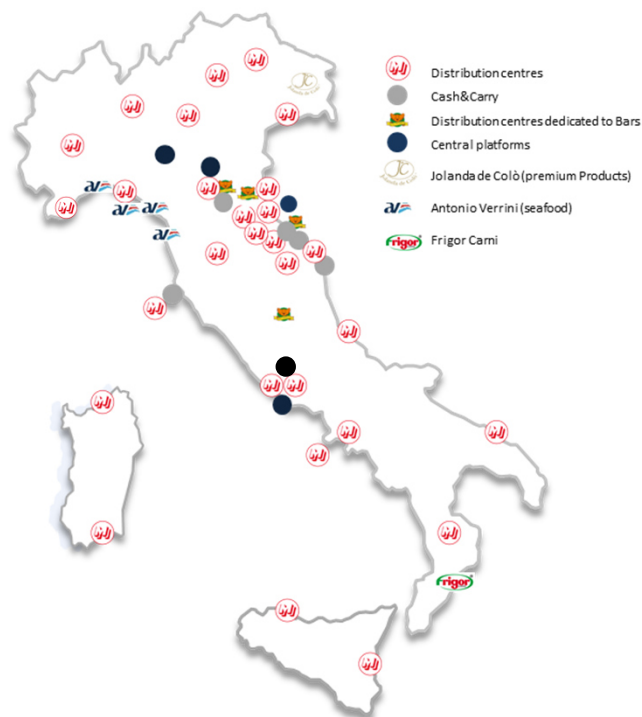 Distribution centres
Cash&Carry
Distribution centres dedicated to Bars
Central platforms
Jolanda de Colò (premium Products)
Antonio Verrini (seafood)
Frigor Carni
frigor